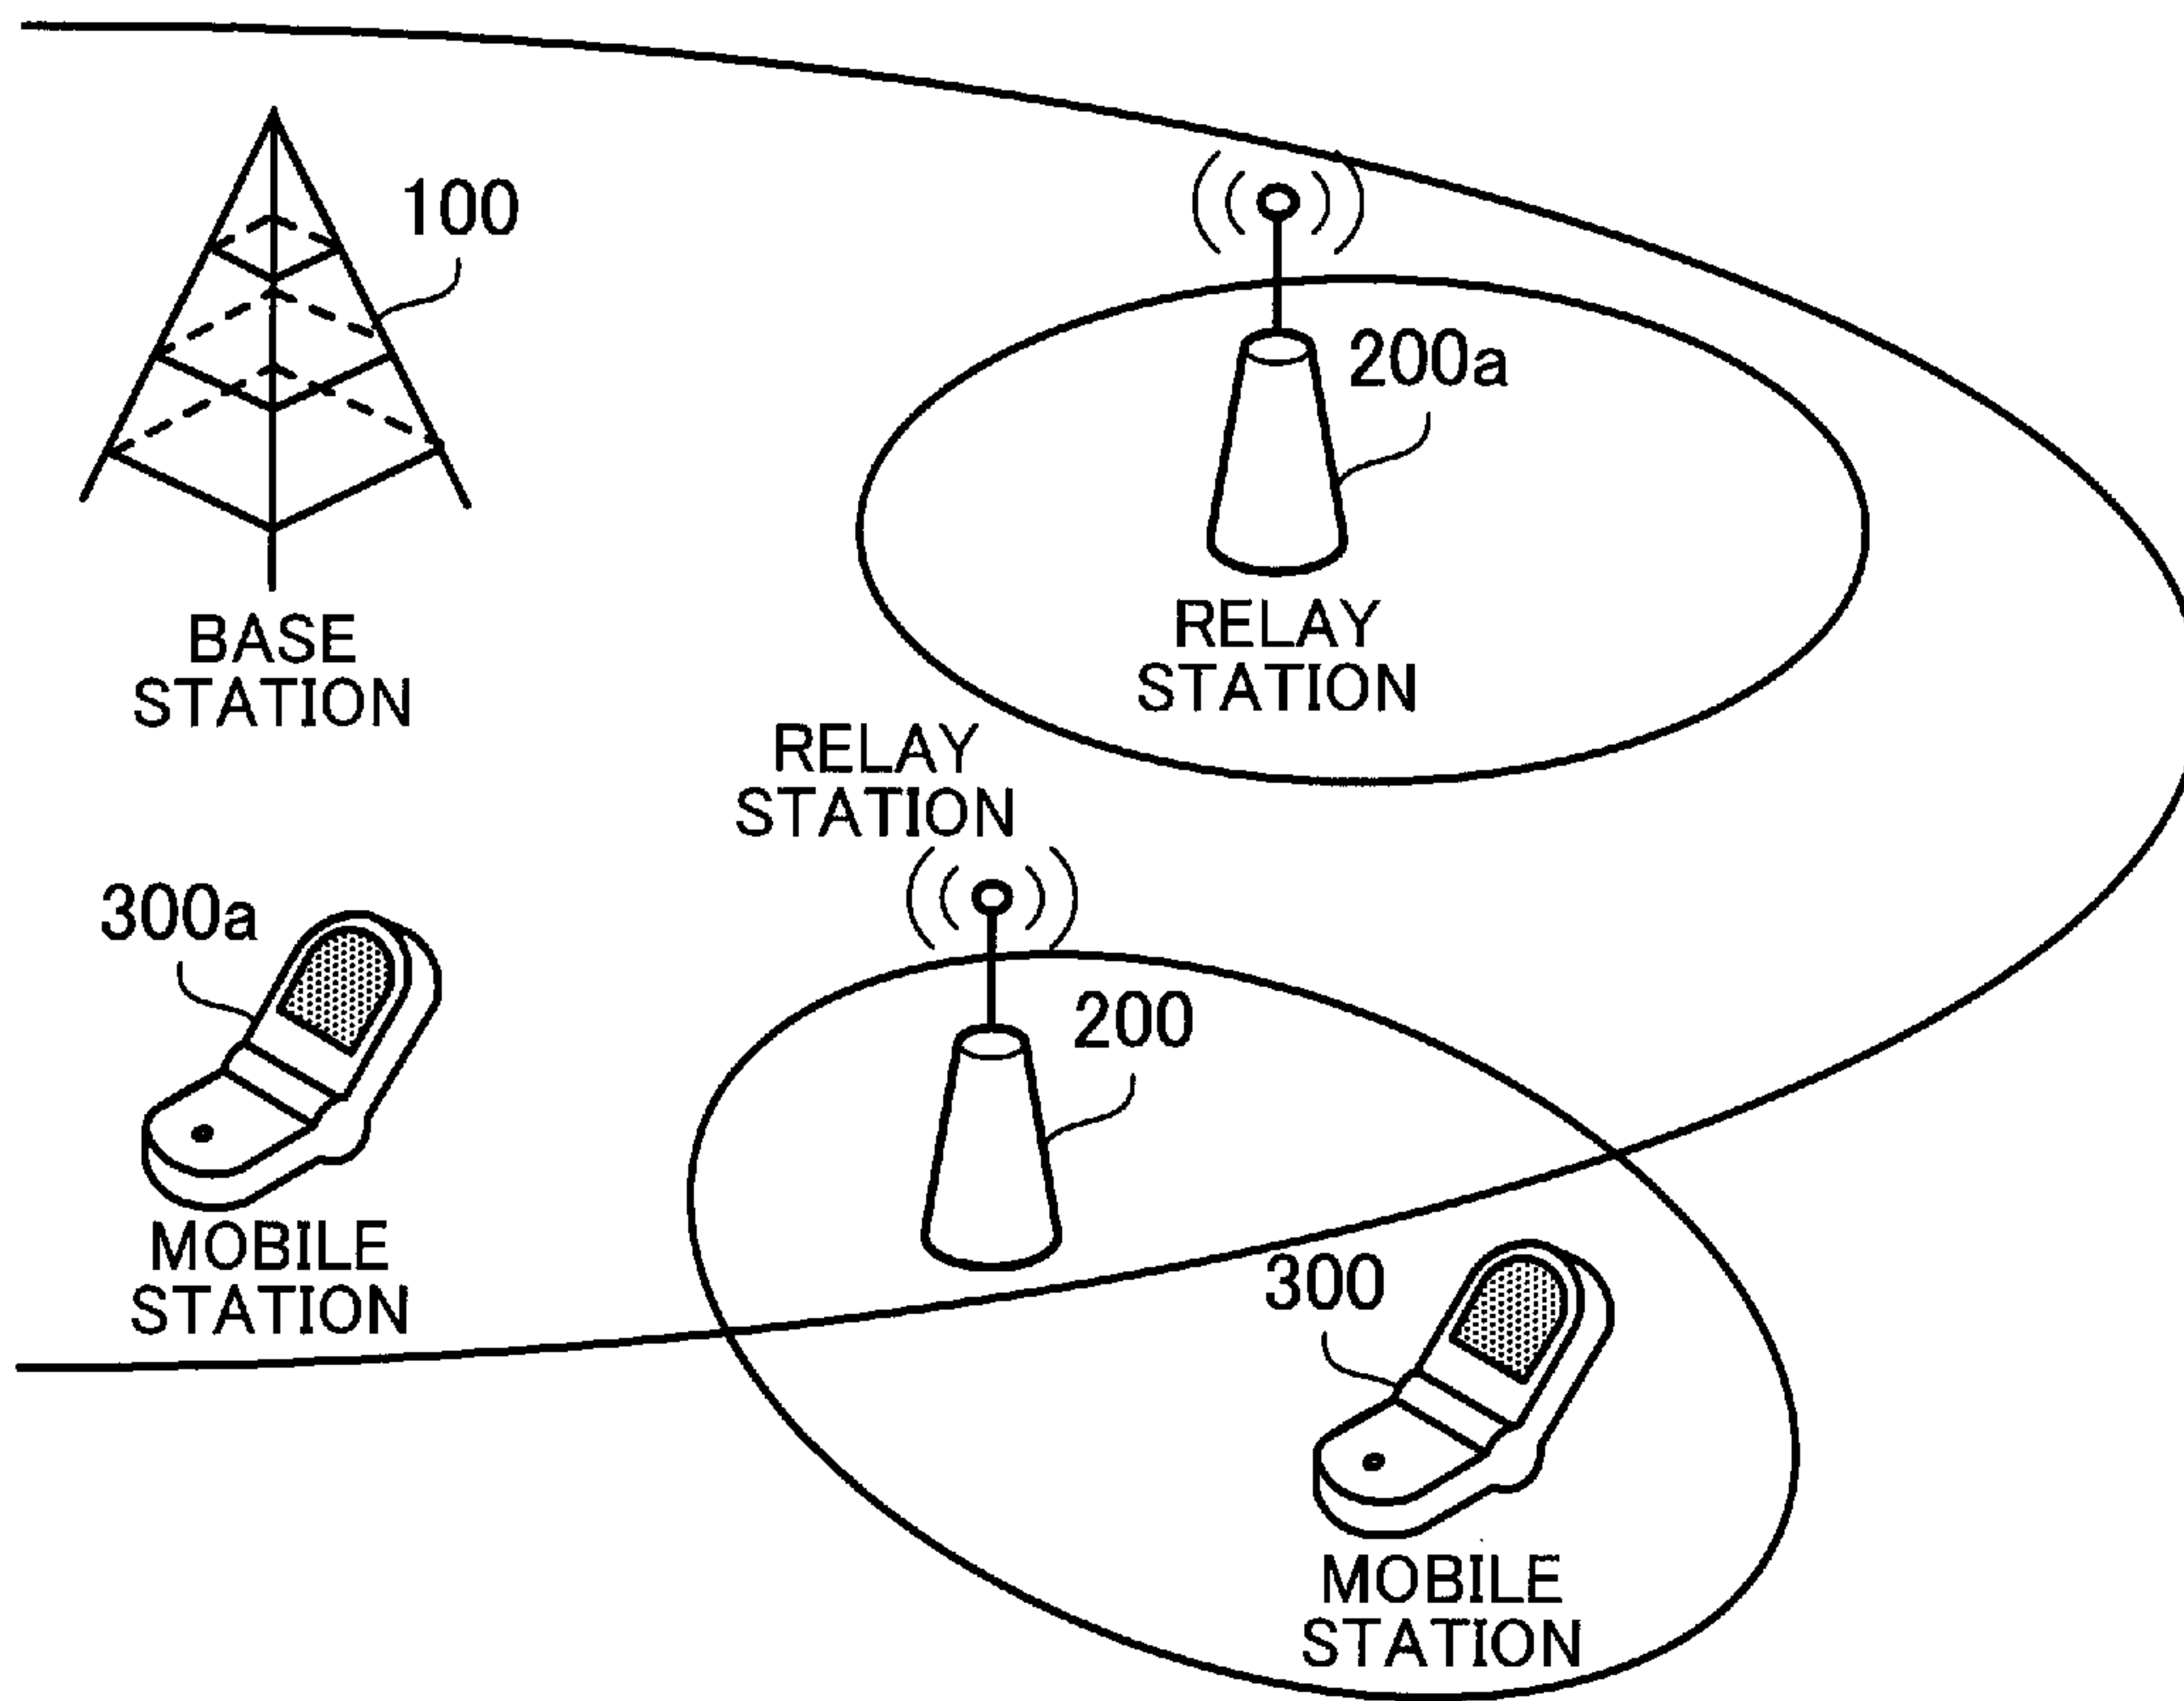 100
BASE
STATION
200a
RELAY
STATION
RELAY
STATION
200
300a
MOBILE
STATION
300
MOBILE
STATION